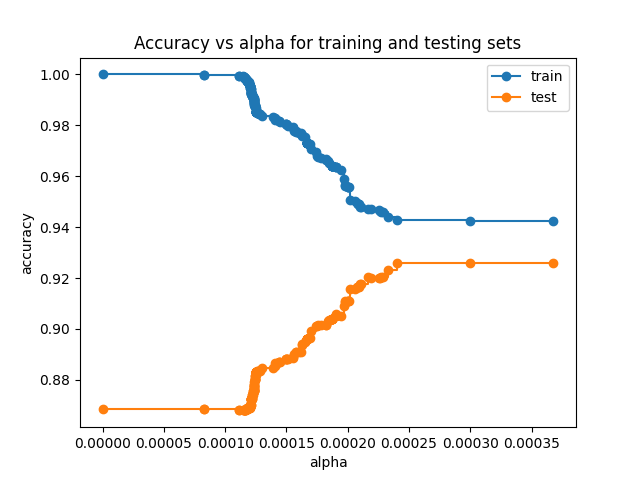 Accuracy vs alpha for training and testing sets
train
test
1.00
0.98
0.96
0.94
0.92
0.90
0.88
accuracy
0.00000 0.00005 0.00010 0.00015 0.00020 0.00025 0.00030 0.00035
alpha